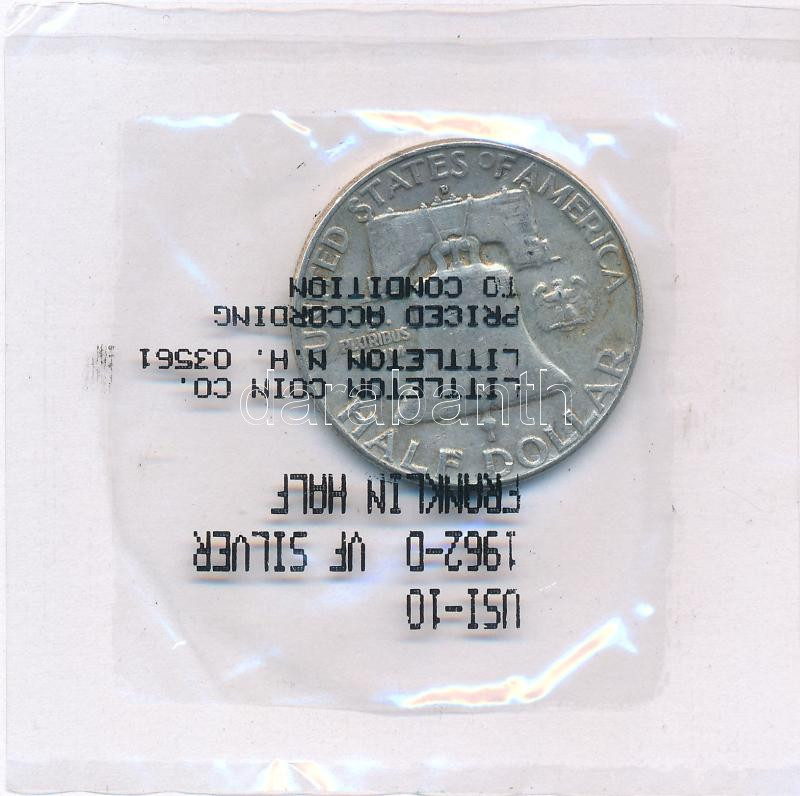 USI-10
1962-D VF SILVER
FRANKLIN HALF
LITTLETON COIN CO.
LITTLETON N.H. 03561
PRICED ACCORDING
TO CONDITION
UNITED STATES OF AMERICA
D
PLURIBUS
HALF DOLLAR
darabanth